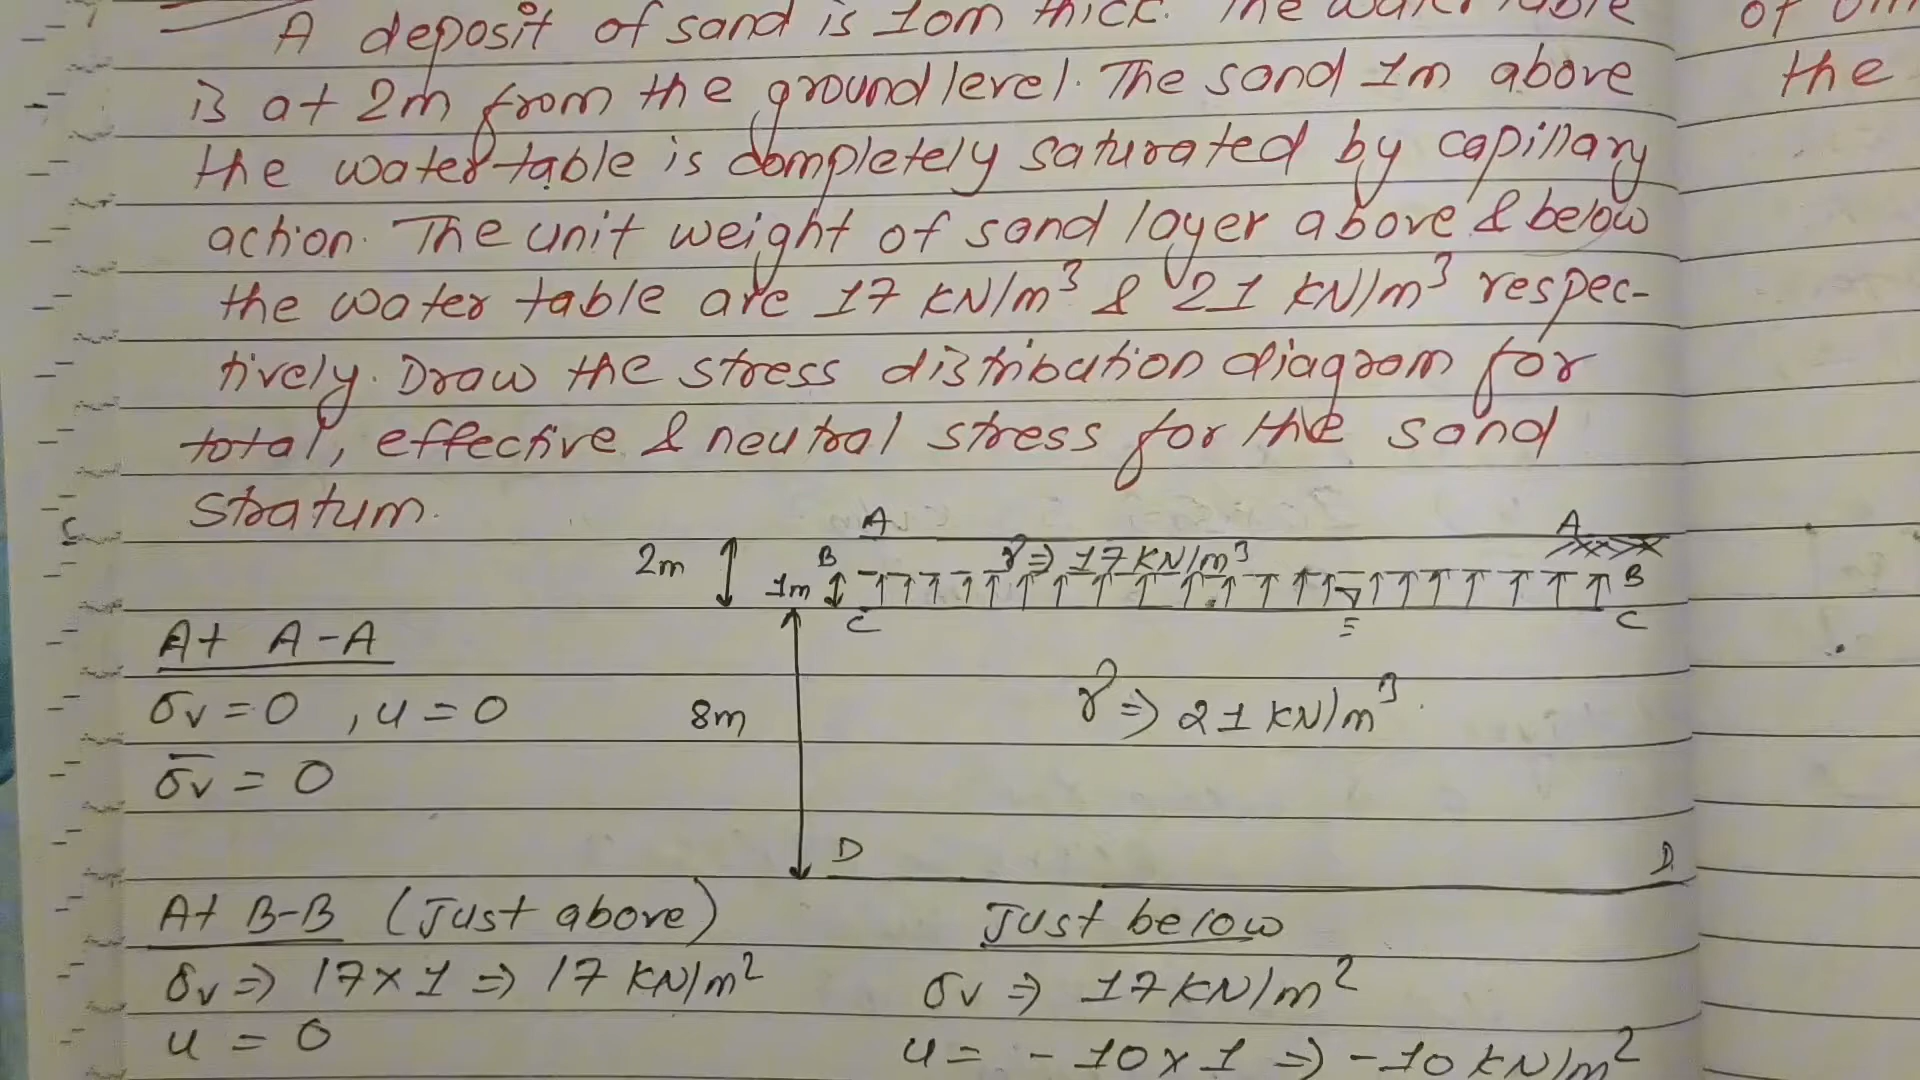 A deposit of sand is 10m thick. The water table
is at 2m from the ground level. The sand 1m above
the water table is completely saturated by capillary
action. The unit weight of sand layer above & below
the water table are 17 KN/m³ & 21 KN/m³ respec-
tively. Draw the stress distribution diagram for
total, effective & neutral stress for the sand
stratum.
of
the
A A
2m B γ⇒ 17 KN/m³
1m B
C C
At A-A
σv = 0 , u = 0 8m γ⇒ 21 KN/m³.
σ̄v = 0
D D
At B-B (Just above) Just below
σv ⇒ 17×1 ⇒ 17 KN/m² σv ⇒ 17 KN/m²
u = 0 u = -10×1 ⇒ -10 KN/m²